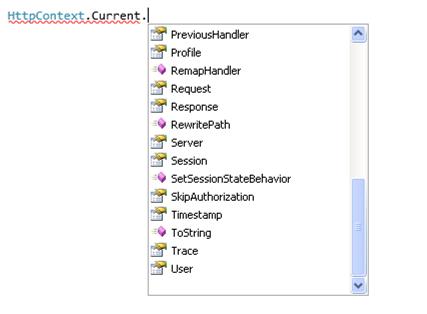 HttpContext.Current.
PreviousHandler
Profile
RemapHandler
Request
Response
RewritePath
Server
Session
SetSessionStateBehavior
SkipAuthorization
Timestamp
ToString
Trace
User